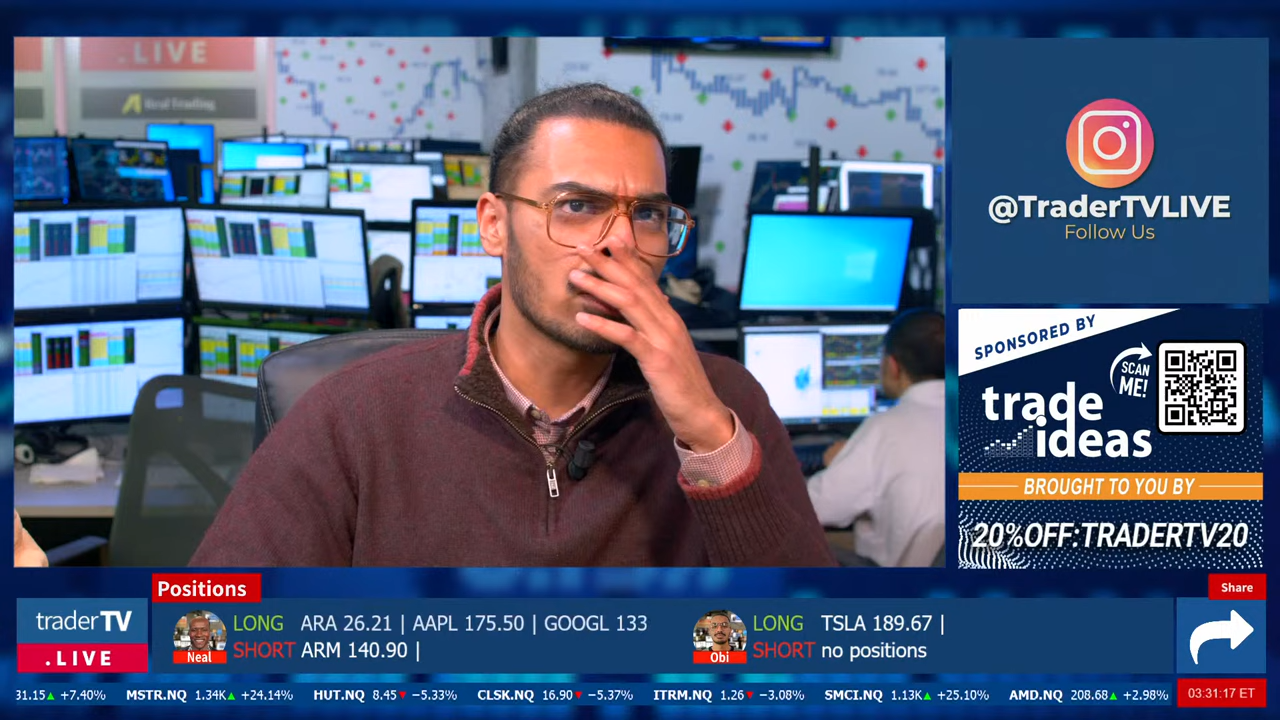 .LIVE
Real Trading
@TraderTVLIVE
Follow Us
SPONSORED BY
SCAN
ME!
trade
ideas
BROUGHT TO YOU BY
20%OFF:TRADERTV20
Positions
Share
traderTV
.LIVE
Neal
LONG ARA 26.21 | AAPL 175.50 | GOOGL 133
SHORT ARM 140.90 |
Obi
LONG TSLA 189.67 |
SHORT no positions
31.15▲ +7.40% MSTR.NQ 1.34K▲ +24.14% HUT.NQ 8.45▼ −5.33% CLSK.NQ 16.90▼ −5.37% ITRM.NQ 1.26▼ −3.08% SMCI.NQ 1.13K▲ +25.10% AMD.NQ 208.68▲ +2.98%
03:31:17 ET